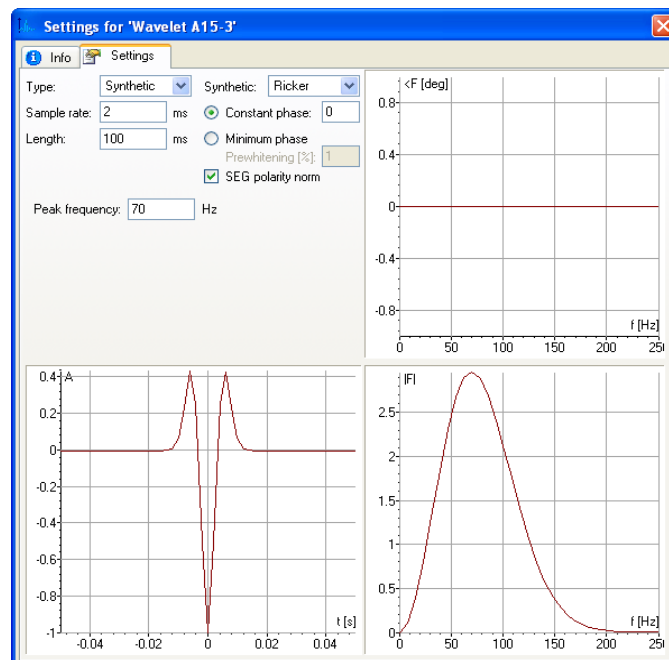 Settings for 'Wavelet A15-3'
Info Settings
Type: Synthetic Synthetic: Ricker
Sample rate: 2 ms Constant phase: 0
Length: 100 ms Minimum phase
Prewhitening [%]: 1
SEG polarity norm
Peak frequency: 70 Hz
<F [deg]
0.8
0.4
0
-0.4
-0.8
f [Hz]
0 50 100 150 200 250
A
0.4
0.2
0
-0.2
-0.4
-0.6
-0.8
-1
t [s]
-0.04 -0.02 0 0.02 0.04
|F|
2.5
2
1.5
1
0.5
0
f [Hz]
0 50 100 150 200 250